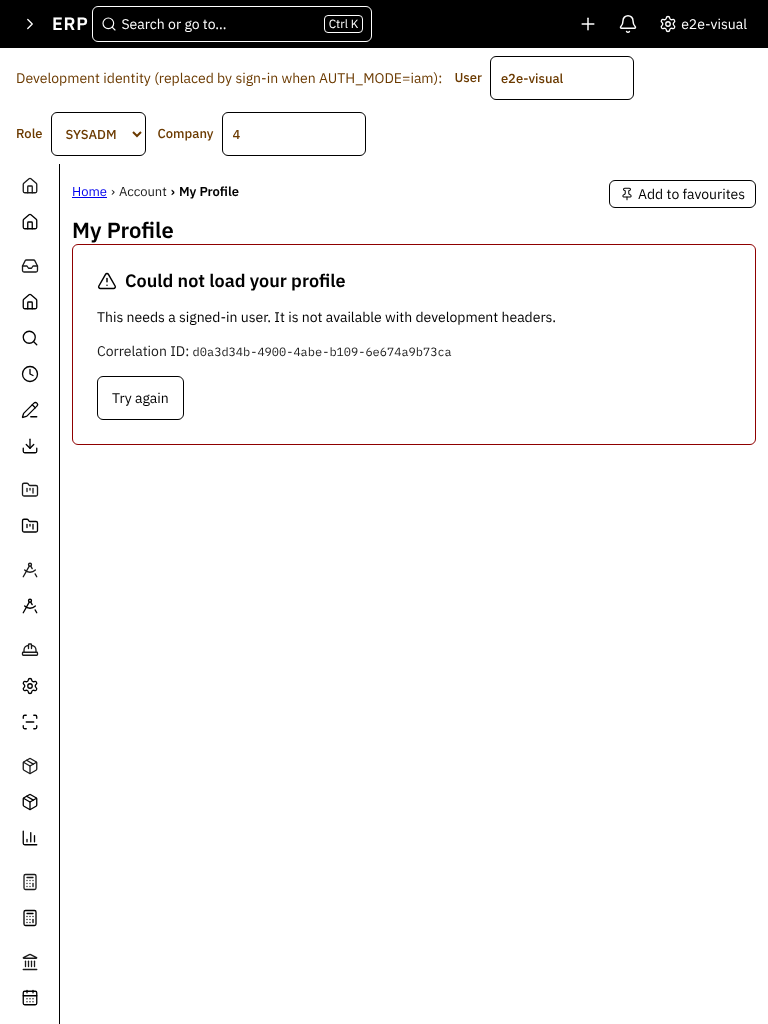 ERP Search or go to... Ctrl K e2e-visual
Development identity (replaced by sign-in when AUTH_MODE=iam): User e2e-visual
Role SYSADM Company 4
Home › Account › My Profile Add to favourites
My Profile
Could not load your profile
This needs a signed-in user. It is not available with development headers.
Correlation ID: d0a3d34b-4900-4abe-b109-6e674a9b73ca
Try again